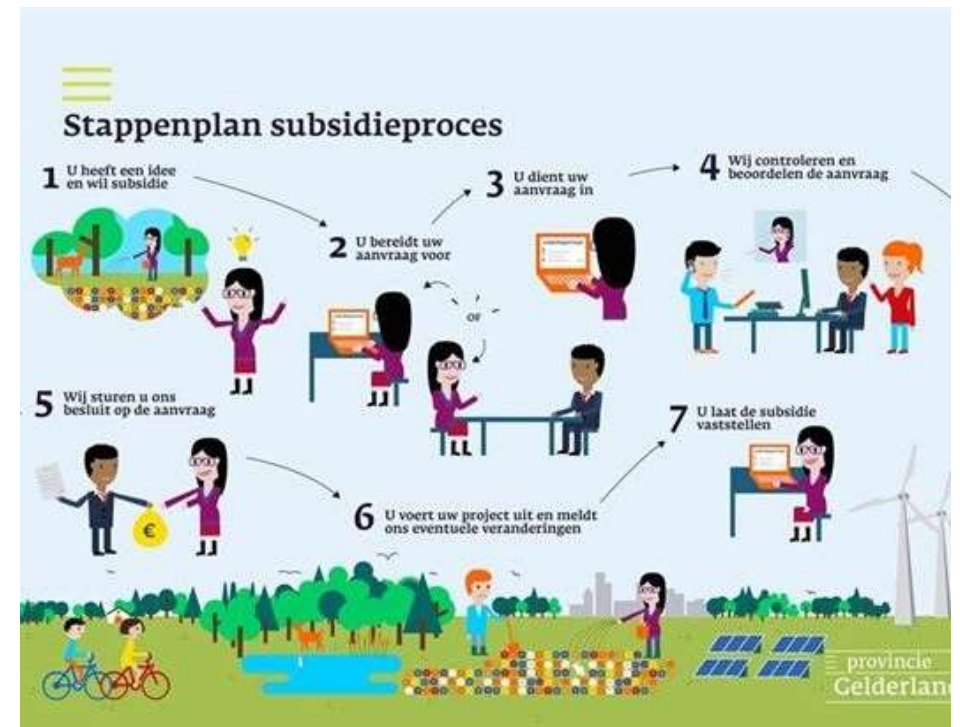 Stappenplan subsidieproces
1 U heeft een idee
en wil subsidie
2 U bereidt uw
aanvraag voor
of
3 U dient uw
aanvraag in
4 Wij controleren en
beoordelen de aanvraag
5 Wij sturen u ons
besluit op de aanvraag
€
6 U voert uw project uit en meldt
ons eventuele veranderingen
7 U laat de subsidie
vaststellen
provincie
Gelderlan